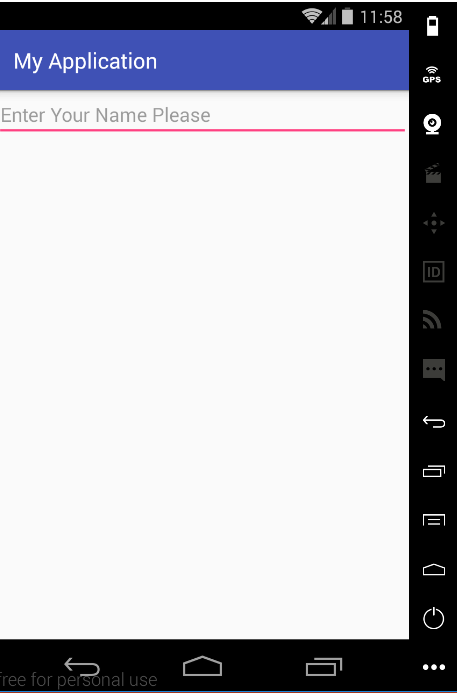 11:58
My Application
GPS
Enter Your Name Please
ID
free for personal use